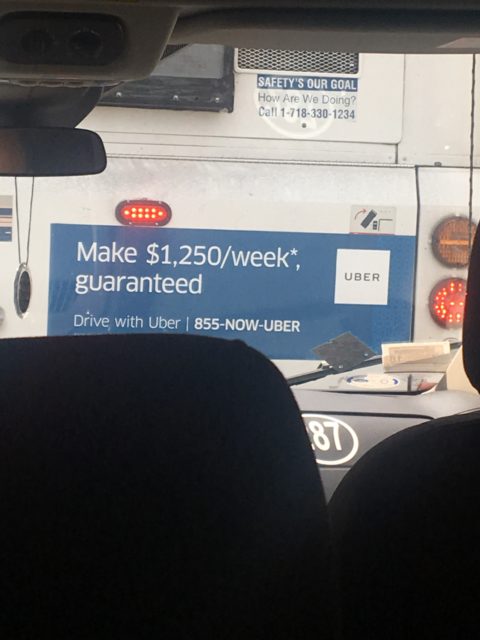 SAFETY'S OUR GOAL
How Are We Doing?
Call 1-718-330-1234
Make $1,250/week*,
guaranteed
UBER
Drive with Uber | 855-NOW-UBER
87